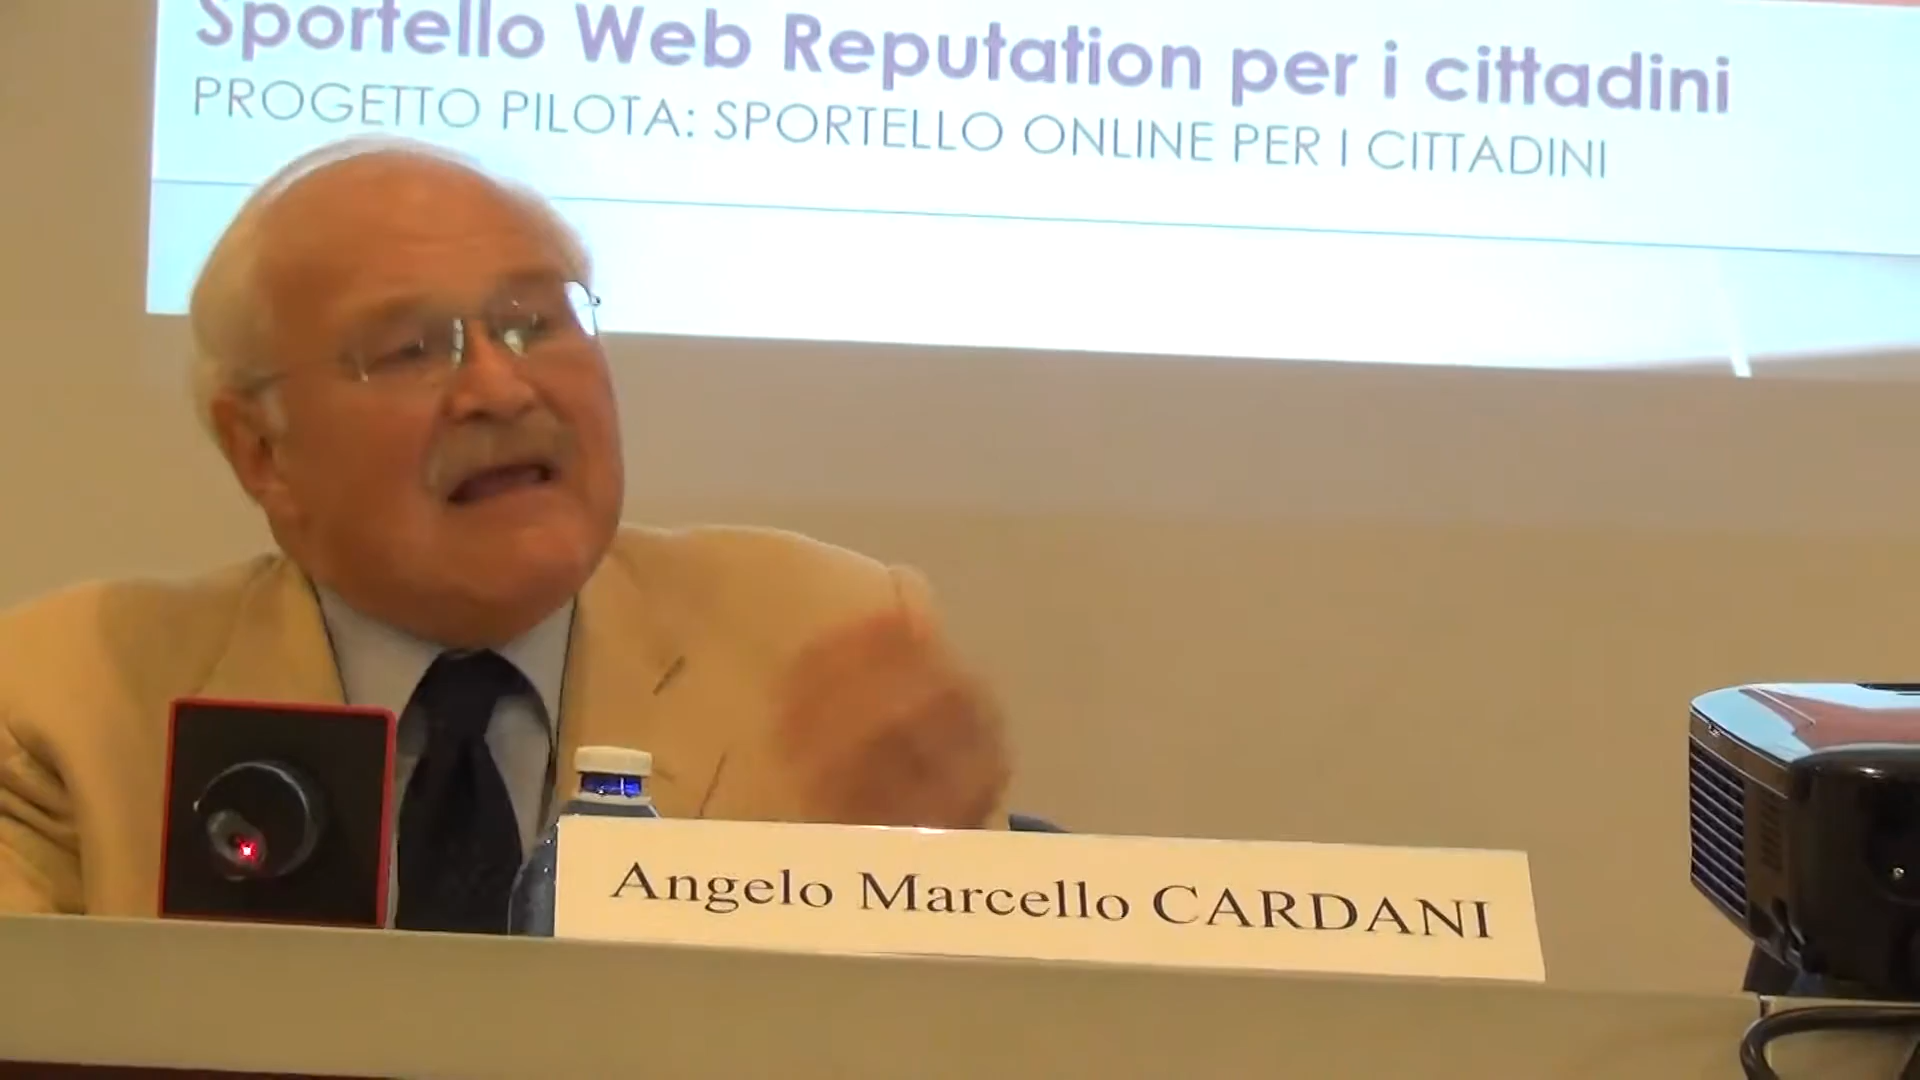 Sportello Web Reputation per i cittadini
PROGETTO PILOTA: SPORTELLO ONLINE PER I CITTADINI
Angelo Marcello CARDANI